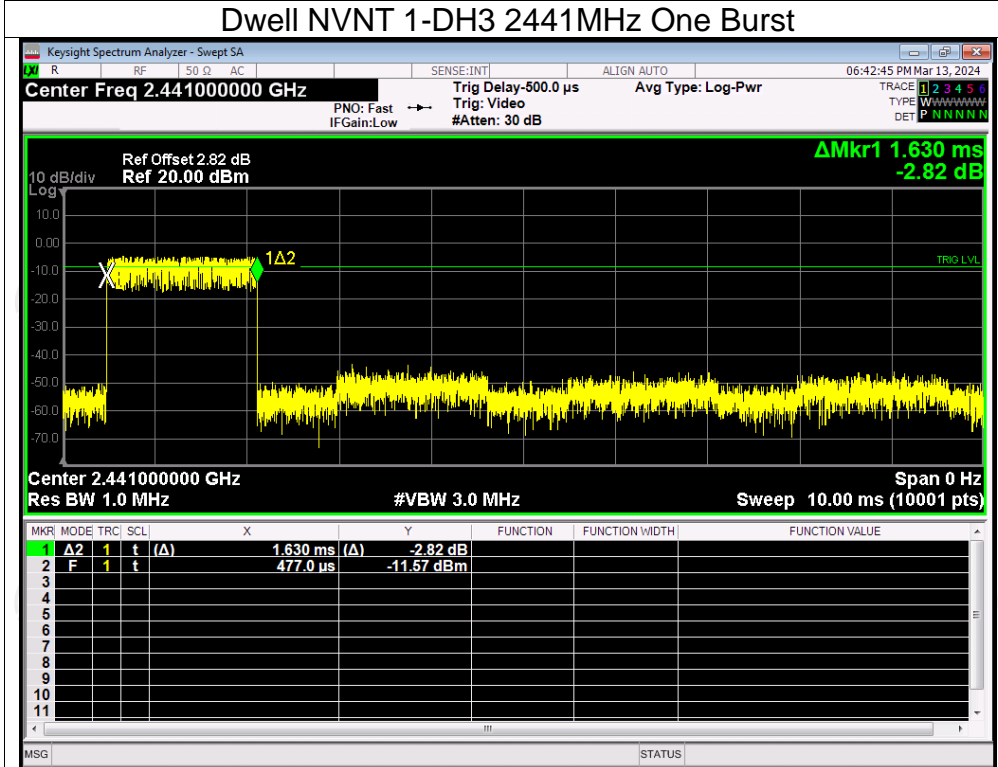 Dwell NVNT 1-DH3 2441MHz One Burst
Keysight Spectrum Analyzer - Swept SA
LXI R RF 50 Ω AC SENSE:INT ALIGN AUTO 06:42:45 PM Mar 13, 2024
Center Freq 2.441000000 GHz Trig Delay-500.0 µs Avg Type: Log-Pwr TRACE 1 2 3 4 5 6
PNO: Fast Trig: Video TYPE WWWWWW
IFGain:Low #Atten: 30 dB DET P N N N N N
ΔMkr1 1.630 ms
-2.82 dB
Ref Offset 2.82 dB
10 dB/div Ref 20.00 dBm
Log
10.0
0.00
1Δ2
TRIG LVL
-10.0
-20.0
-30.0
-40.0
-50.0
-60.0
-70.0
Center 2.441000000 GHz Span 0 Hz
Res BW 1.0 MHz #VBW 3.0 MHz Sweep 10.00 ms (10001 pts)
MKR MODE TRC SCL X Y FUNCTION FUNCTION WIDTH FUNCTION VALUE
1 Δ2 1 t (Δ) 1.630 ms (Δ) -2.82 dB
2 F 1 t 477.0 µs -11.57 dBm
3
4
5
6
7
8
9
10
11
MSG STATUS